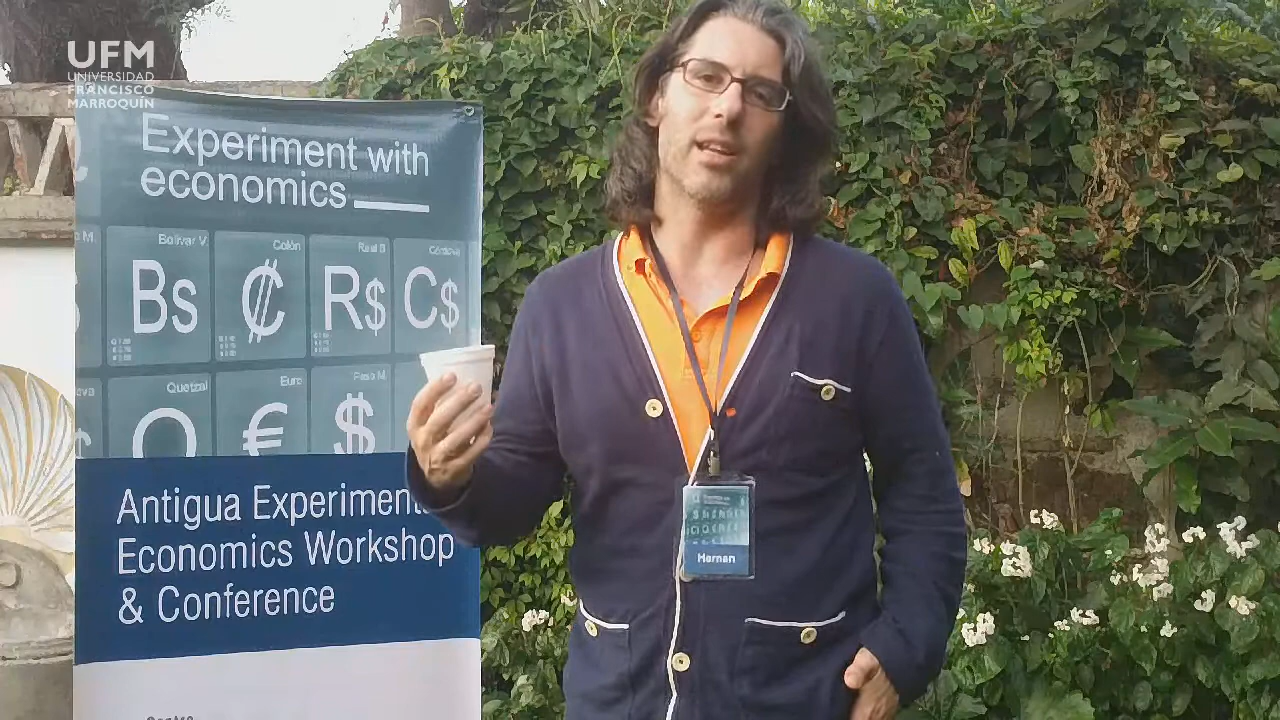 UFM
UNIVERSIDAD
FRANCISCO
MARROQUÍN
Experiment with
economics
Bolívar V. Colón Real B Córdova
Bs ₡ R$ C$
Quetzal Euro Peso M.
Q € $
Antigua Experiment
Economics Workshop
& Conference
Hernan